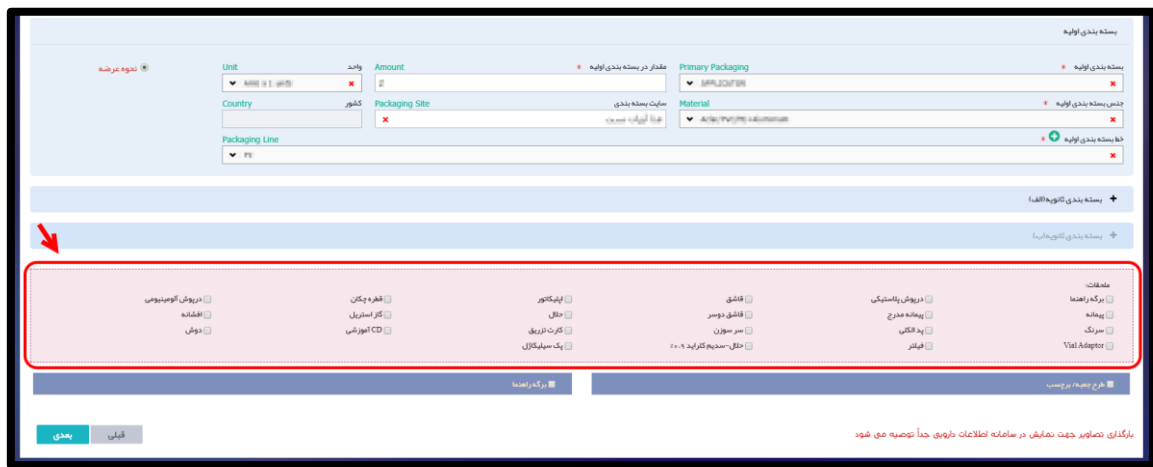 بسته بندی اولیه
بسته بندی اولیه * Primary Packaging مقدار در بسته بندی اولیه * Amount واحد Unit نحوه عرضه
جنس بسته بندی اولیه * Material سایت بسته بندی Packaging Site کشور Country
خط بسته بندی اولیه * Packaging Line
+ بسته بندی ثانویه(الف)
+ بسته بندی ثانویه(ب)
ملحقات:
برگه راهنما درپوش پلاستیکی قاشق اپلیکاتور قطره چکان درپوش آلومینیومی
پیمانه پیمانه مدرج قاشق دوسر حلال گاز استریل افشانه
سرنگ پد الکلی سر سوزن کارت تزریق CD آموزشی دوش
Vial Adaptor فیلتر حلال-سدیم کلراید ۰.۹٪ پک سیلیکاژل
طرح جعبه/ برچسب برگه راهنما
بارگذاری تصاویر جهت نمایش در سامانه اطلاعات دارویی جداً توصیه می شود
قبلی بعدی